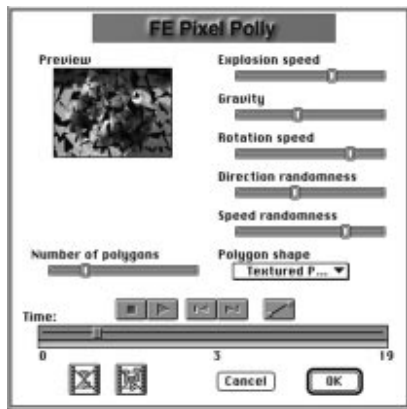 FE Pixel Polly
Preview
Explosion speed
Gravity
Rotation speed
Direction randomness
Speed randomness
Number of polygons
Polygon shape
Textured P...
Time:
0 3 19
Cancel OK